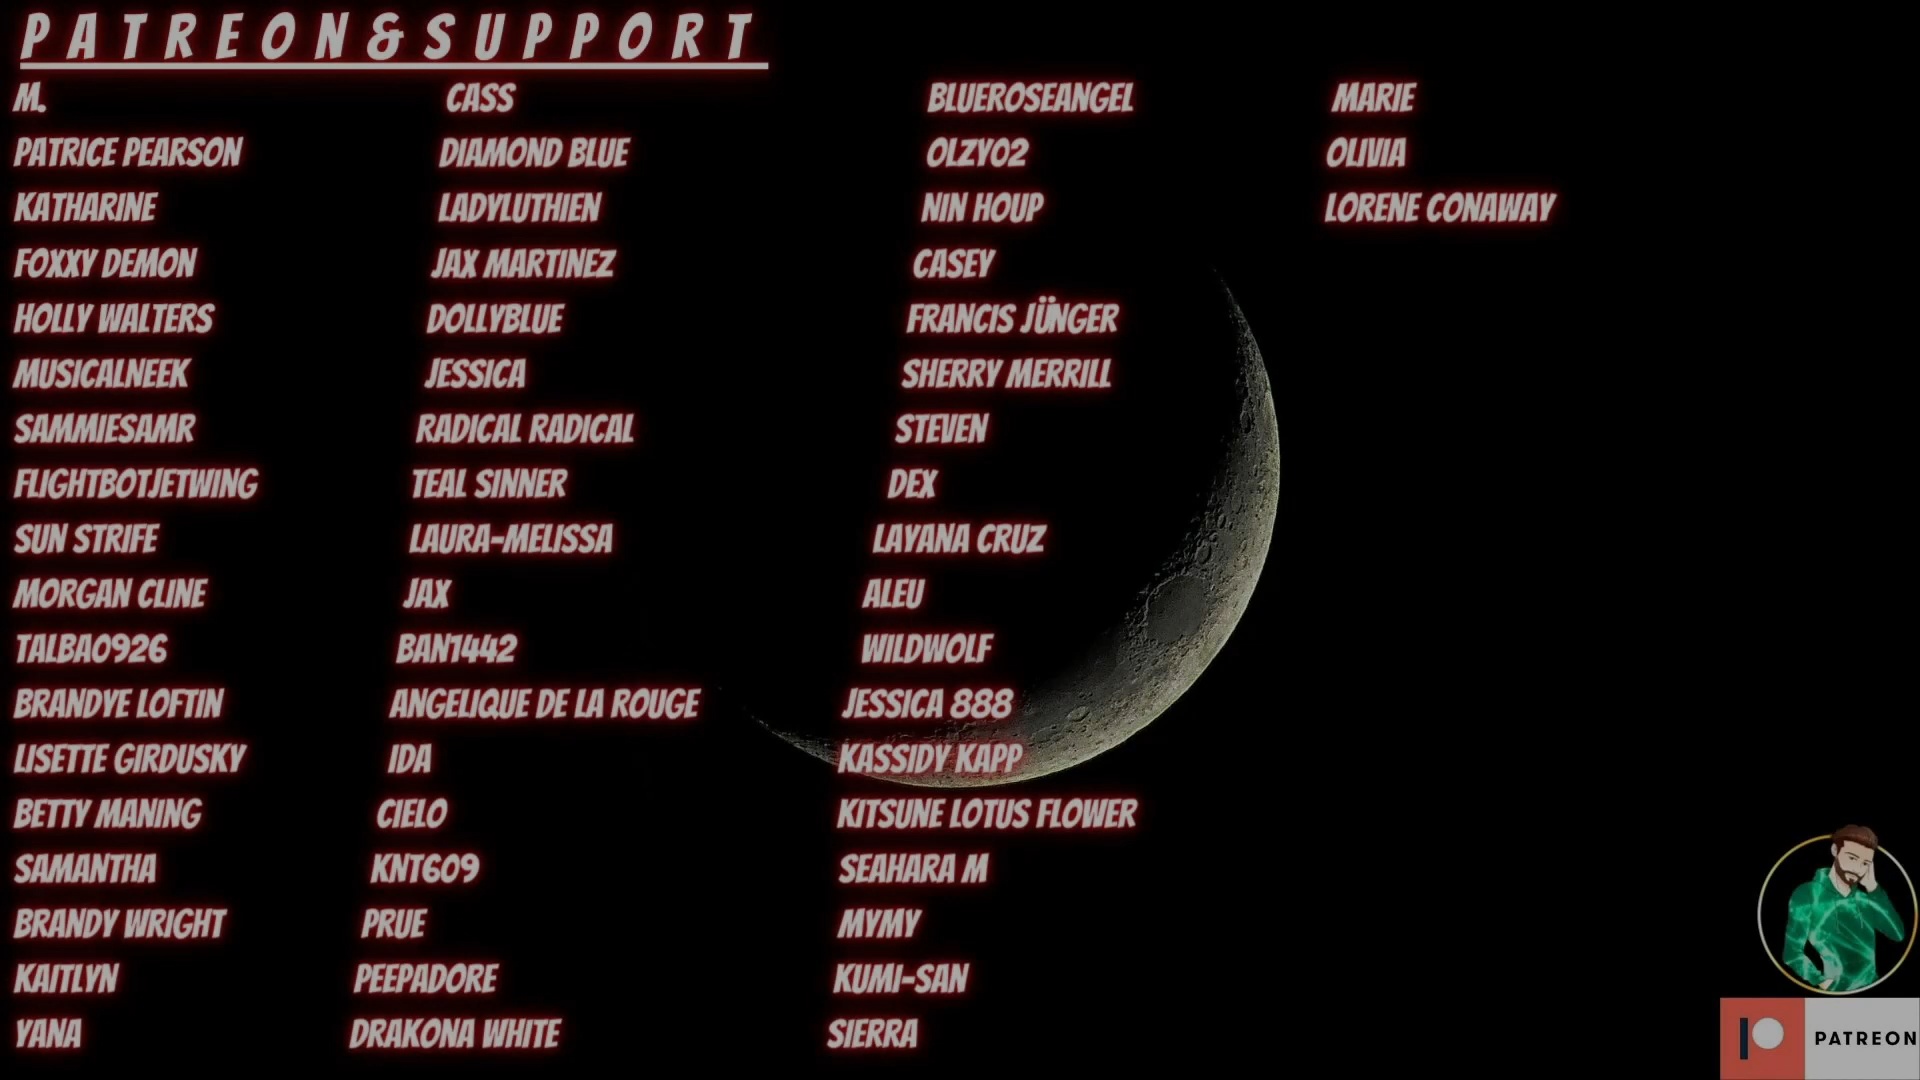 PATREON&SUPPORT
M.
PATRICE PEARSON
KATHARINE
FOXXY DEMON
HOLLY WALTERS
MUSICALNEEK
SAMMIESAMR
FLIGHTBOTJETWING
SUN STRIFE
MORGAN CLINE
TALBA0926
BRANDYE LOFTIN
LISETTE GIRDUSKY
BETTY MANING
SAMANTHA
BRANDY WRIGHT
KAITLYN
YANA
CASS
DIAMOND BLUE
LADYLUTHIEN
JAX MARTINEZ
DOLLYBLUE
JESSICA
RADICAL RADICAL
TEAL SINNER
LAURA-MELISSA
JAX
BAN1442
ANGELIQUE DE LA ROUGE
IDA
CIELO
KNT609
PRUE
PEEPADORE
DRAKONA WHITE
BLUEROSEANGEL
OLZY02
NIN HOUP
CASEY
FRANCIS JÜNGER
SHERRY MERRILL
STEVEN
DEX
LAYANA CRUZ
ALEU
WILDWOLF
JESSICA 888
KASSIDY KAPP
KITSUNE LOTUS FLOWER
SEAHARA M
MYMY
KUMI-SAN
SIERRA
MARIE
OLIVIA
LORENE CONAWAY
PATREON